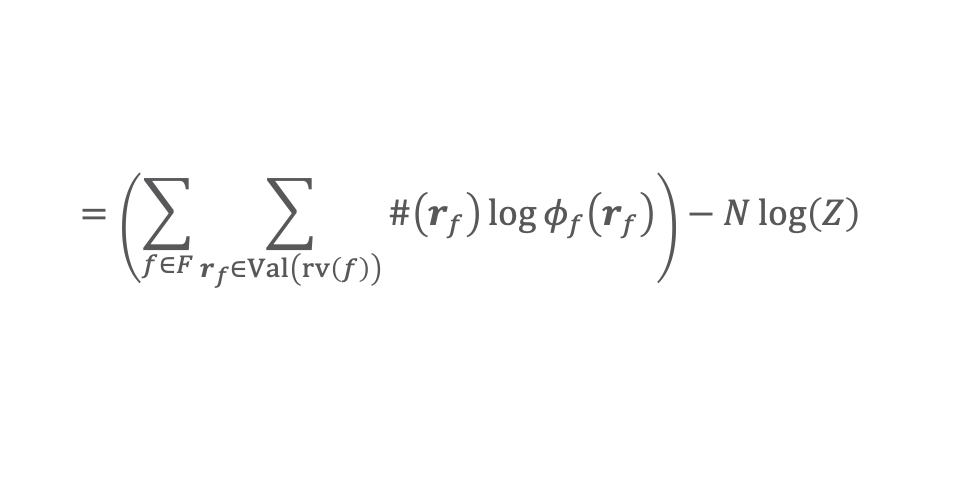 = (∑_{f∈F} ∑_{𝒓_f∈Val(rv(f))} #(𝒓_f) log ϕ_f(𝒓_f)) − N log(Z)